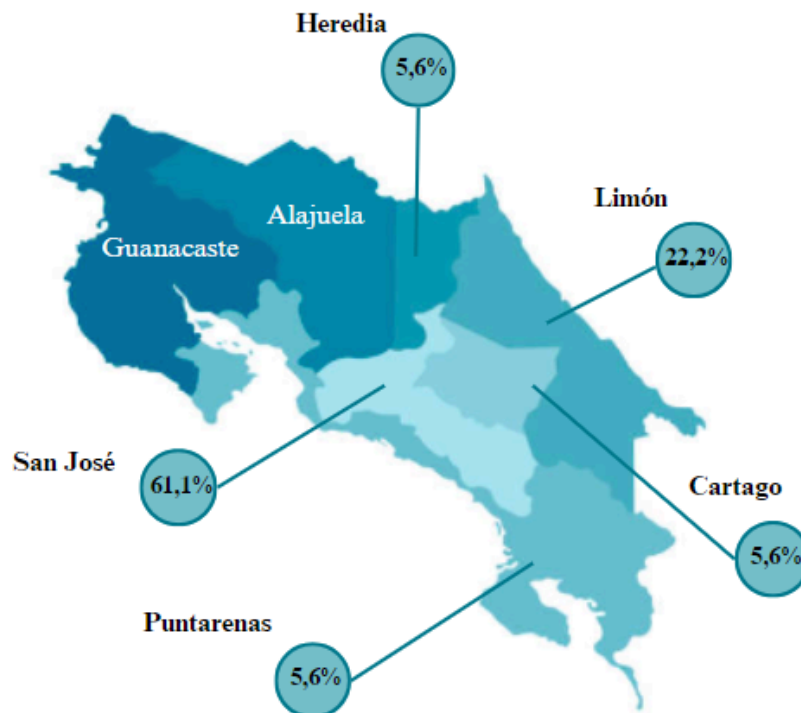 Heredia
5,6%
Limón
22,2%
Alajuela
Guanacaste
San José
61,1%
Cartago
5,6%
Puntarenas
5,6%